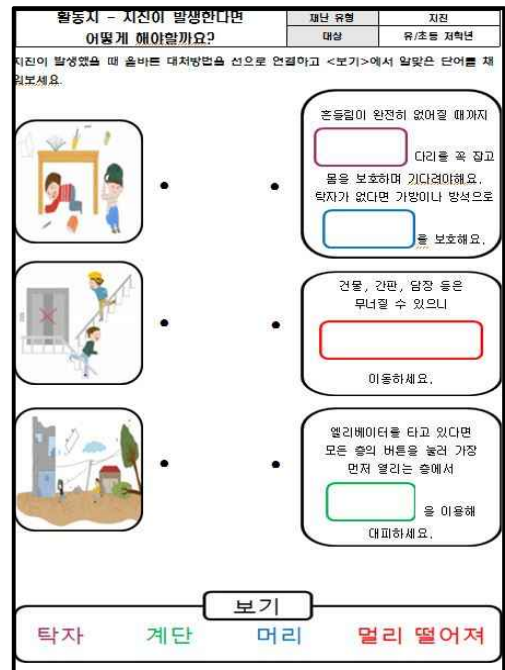 활동지 - 지진이 발생한다면
어떻게 해야할까요?
재난 유형
지진
대상
유/초등 저학년
지진이 발생했을 때 올바른 대처방법을 선으로 연결하고 <보기>에서 알맞은 단어를 채
워보세요.
흔들림이 완전히 없어질 때까지
다리를 꼭 잡고
몸을 보호하며 기다려야해요.
탁자가 없다면 가방이나 방석으로
를 보호해요.
건물, 간판, 담장 등은
무너질 수 있으니
이동하세요.
엘리베이터를 타고 있다면
모든 층의 버튼을 눌러 가장
먼저 열리는 층에서
을 이용해
대피하세요.
보기
탁자 계단 머리 멀리 떨어져